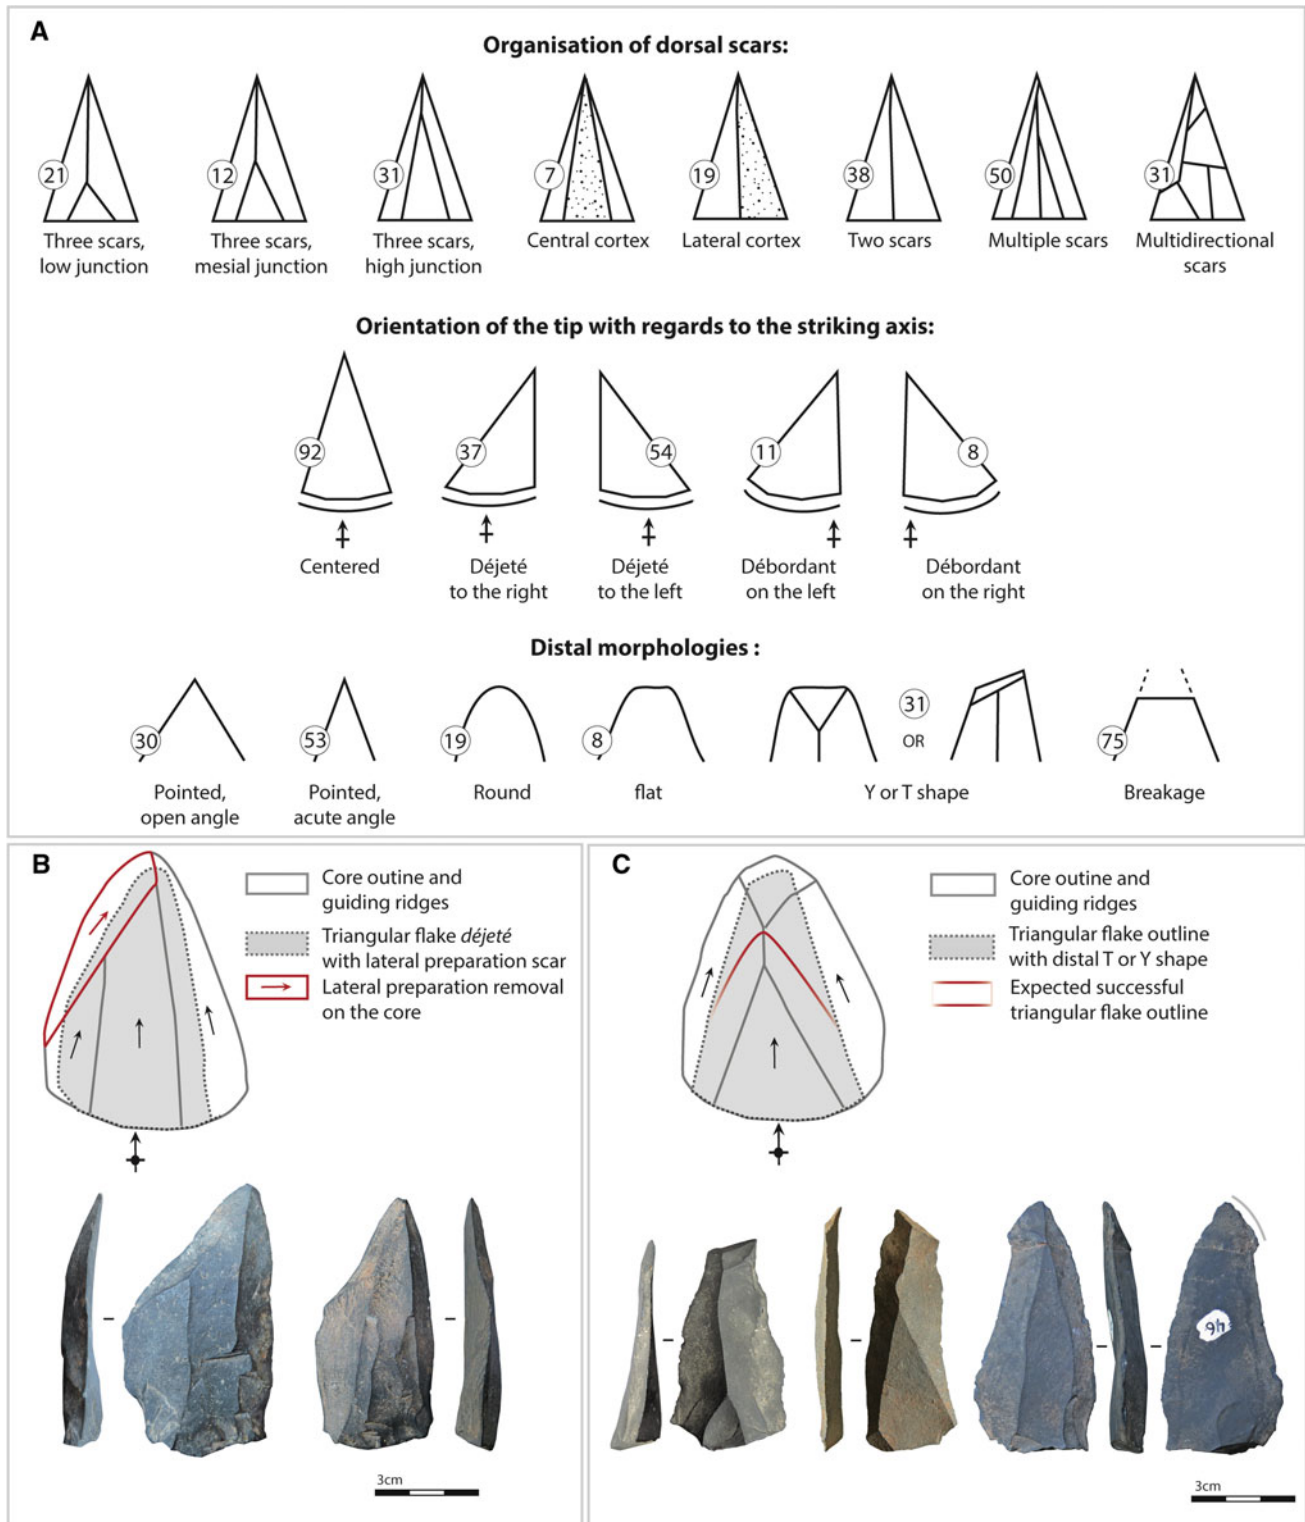 A
Organisation of dorsal scars:
21
12
31
7
19
38
50
31
Three scars,
low junction
Three scars,
mesial junction
Three scars,
high junction
Central cortex
Lateral cortex
Two scars
Multiple scars
Multidirectional
scars
Orientation of the tip with regards to the striking axis:
92
37
54
11
8
Centered
Déjeté
to the right
Déjeté
to the left
Débordant
on the left
Débordant
on the right
Distal morphologies :
30
53
19
8
31
OR
75
Pointed,
open angle
Pointed,
acute angle
Round
flat
Y or T shape
Breakage
B
Core outine and
guiding ridges
Triangular flake déjeté
with lateral preparation scar
Lateral preparation removal
on the core
3cm
C
Core outine and
guiding ridges
Triangular flake outline
with distal T or Y shape
Expected successful
triangular flake outline
46
3cm